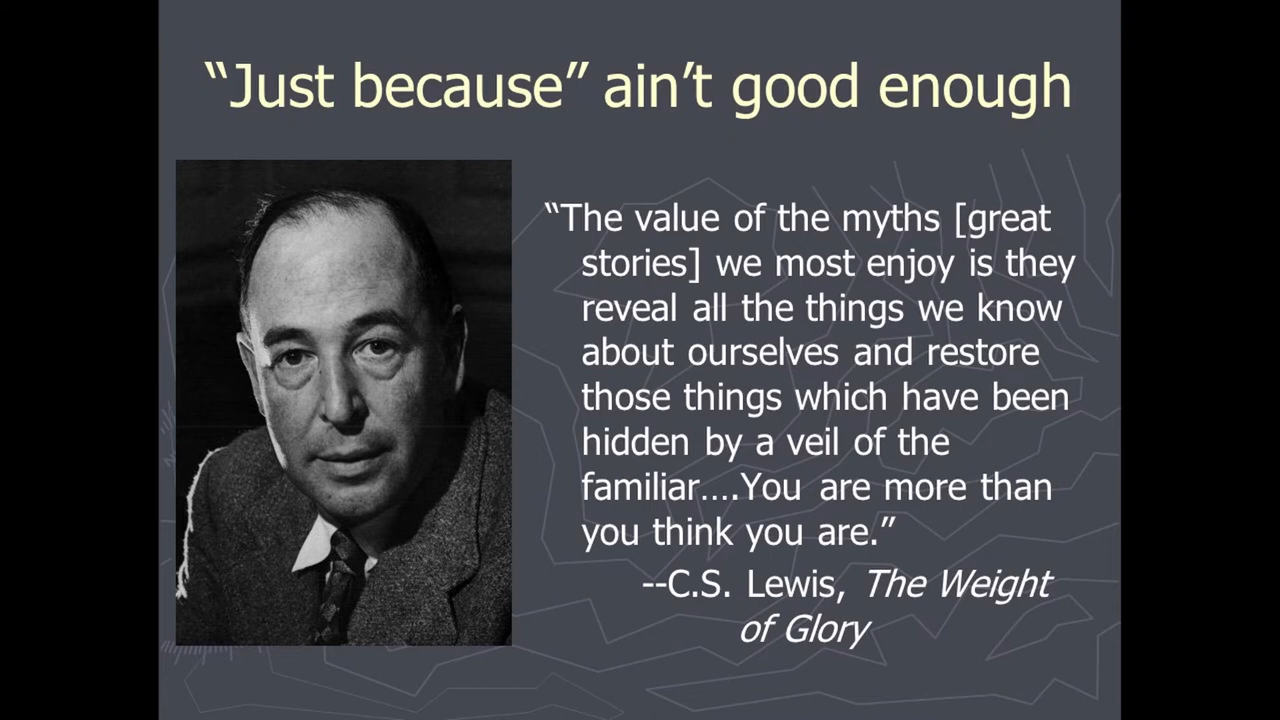 “Just because” ain’t good enough
“The value of the myths [great
stories] we most enjoy is they
reveal all the things we know
about ourselves and restore
those things which have been
hidden by a veil of the
familiar….You are more than
you think you are.”
--C.S. Lewis, The Weight
of Glory